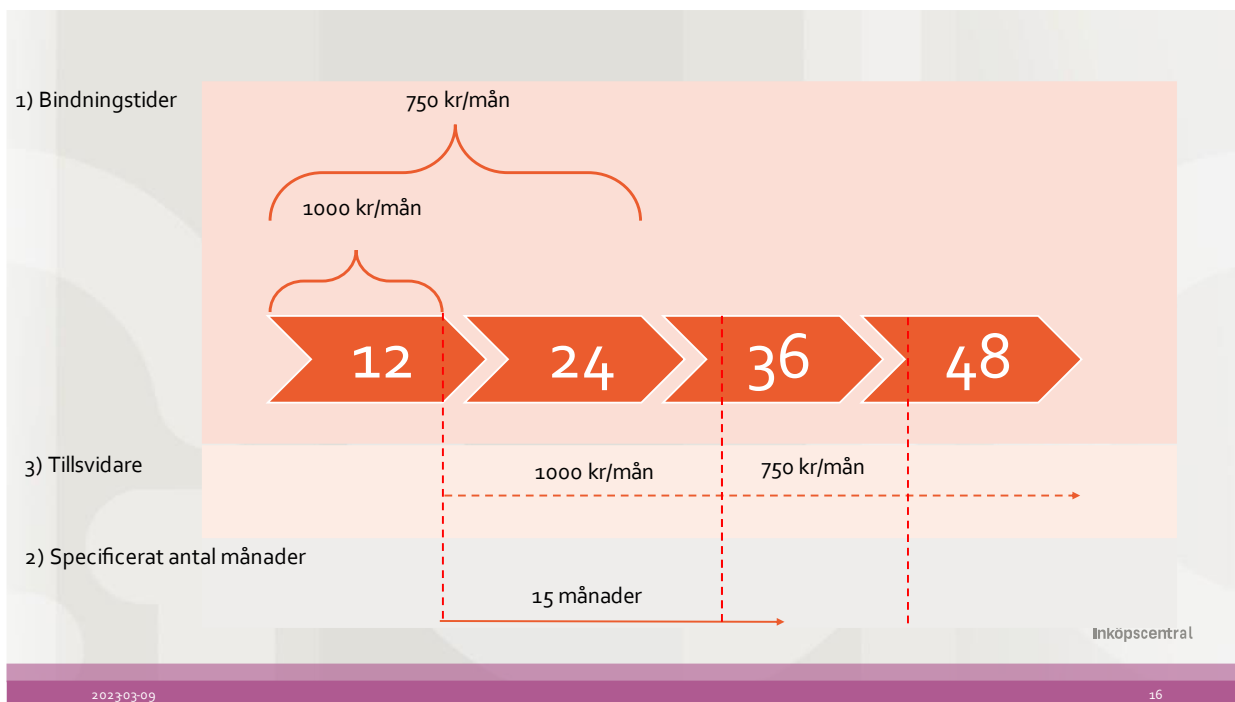 1) Bindningstider
750 kr/mån
1000 kr/mån
12
24
36
48
3) Tillsvidare
1000 kr/mån
750 kr/mån
2) Specificerat antal månader
15 månader
Inköpscentral
2023-03-09
16